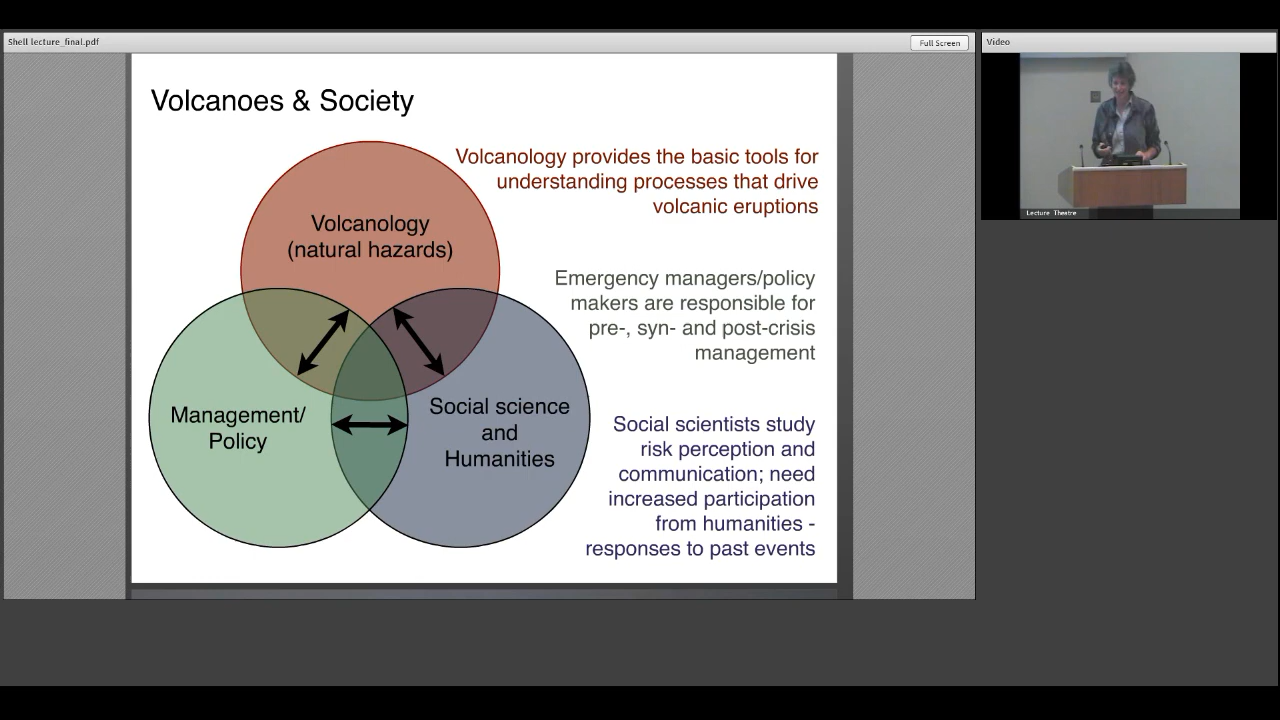 Shell lecture_final.pdf
Full Screen
Video
Volcanoes & Society
Volcanology provides the basic tools for
understanding processes that drive
volcanic eruptions
Volcanology
(natural hazards)
Emergency managers/policy
makers are responsible for
pre-, syn- and post-crisis
management
Management/
Policy
Social science
and
Humanities
Social scientists study
risk perception and
communication; need
increased participation
from humanities -
responses to past events
Lecture Theatre